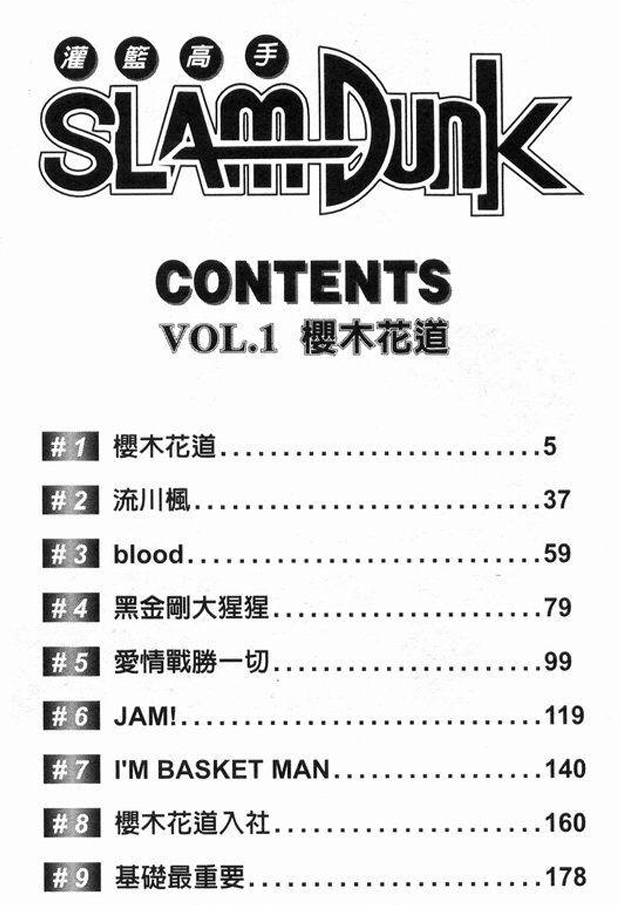 灌籃高手
SLAM DUNK
CONTENTS
VOL.1 櫻木花道
#1 櫻木花道..........................5
#2 流川楓............................37
#3 blood............................59
#4 黑金剛大猩猩.....................79
#5 愛情戰勝一切.....................99
#6 JAM!.............................119
#7 I'M BASKET MAN.................140
#8 櫻木花道入社.....................160
#9 基礎最重要.......................178